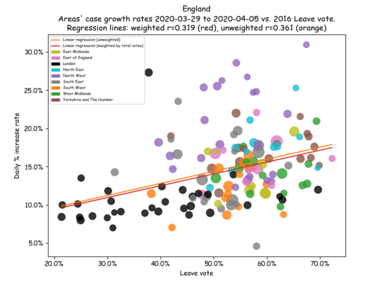 England
Areas' case growth rates 2020-03-29 to 2020-04-05 vs. 2016 Leave vote.
Regression lines: weighted r=0.319 (red), unweighted r=0.361 (orange)
Linear regression (unweighted)
Linear regression (weighted by total votes)
East Midlands
East of England
London
North East
North West
South East
South West
West Midlands
Yorkshire and The Humber
Daily % increase rate
30.0%
25.0%
20.0%
15.0%
10.0%
5.0%
20.0%
30.0%
40.0%
50.0%
60.0%
70.0%
Leave vote